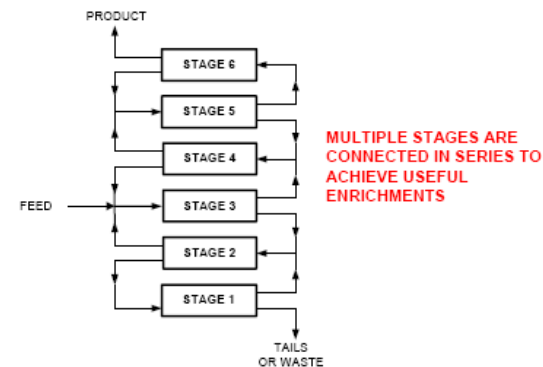 PRODUCT
STAGE 6
STAGE 5
STAGE 4
STAGE 3
STAGE 2
STAGE 1
FEED
TAILS
OR WASTE
MULTIPLE STAGES ARE
CONNECTED IN SERIES TO
ACHIEVE USEFUL
ENRICHMENTS